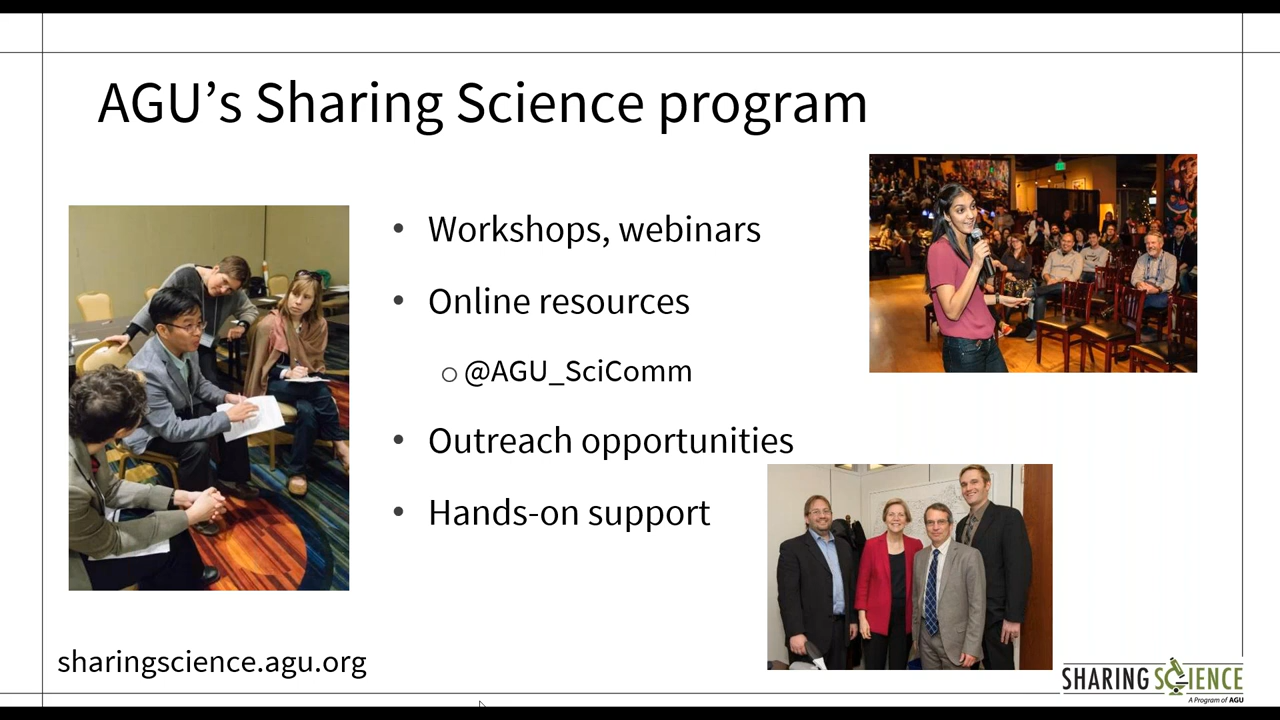 AGU’s Sharing Science program
• Workshops, webinars
• Online resources
○ @AGU_SciComm
• Outreach opportunities
• Hands-on support
sharingscience.agu.org
SHARING SCIENCE
A Program of AGU